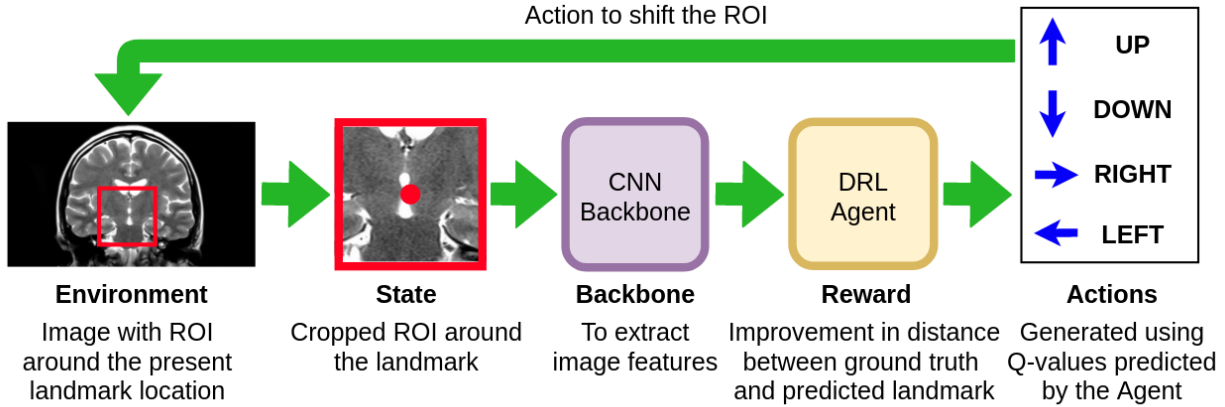 Action to shift the ROI
UP
DOWN
RIGHT
LEFT
CNN
Backbone
DRL
Agent
Environment
Image with ROI
around the present
landmark location
State
Cropped ROI around
the landmark
Backbone
To extract
image features
Reward
Improvement in distance
between ground truth
and predicted landmark
Actions
Generated using
Q-values predicted
by the Agent